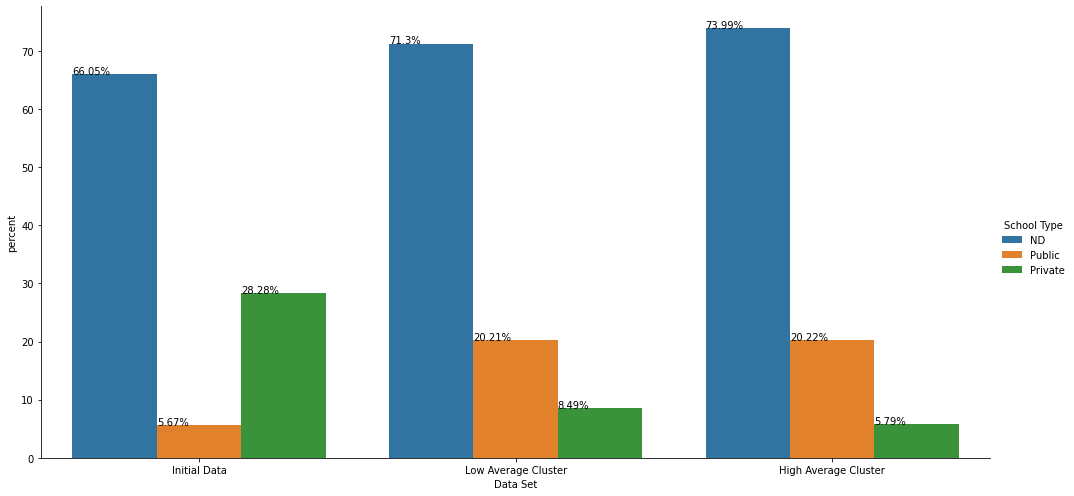 73.99%
71.3%
66.05%
28.28%
20.21%
20.22%
5.67%
8.49%
5.79%
70
60
50
40
30
20
10
0
percent
Initial Data
Low Average Cluster
High Average Cluster
Data Set
School Type
ND
Public
Private